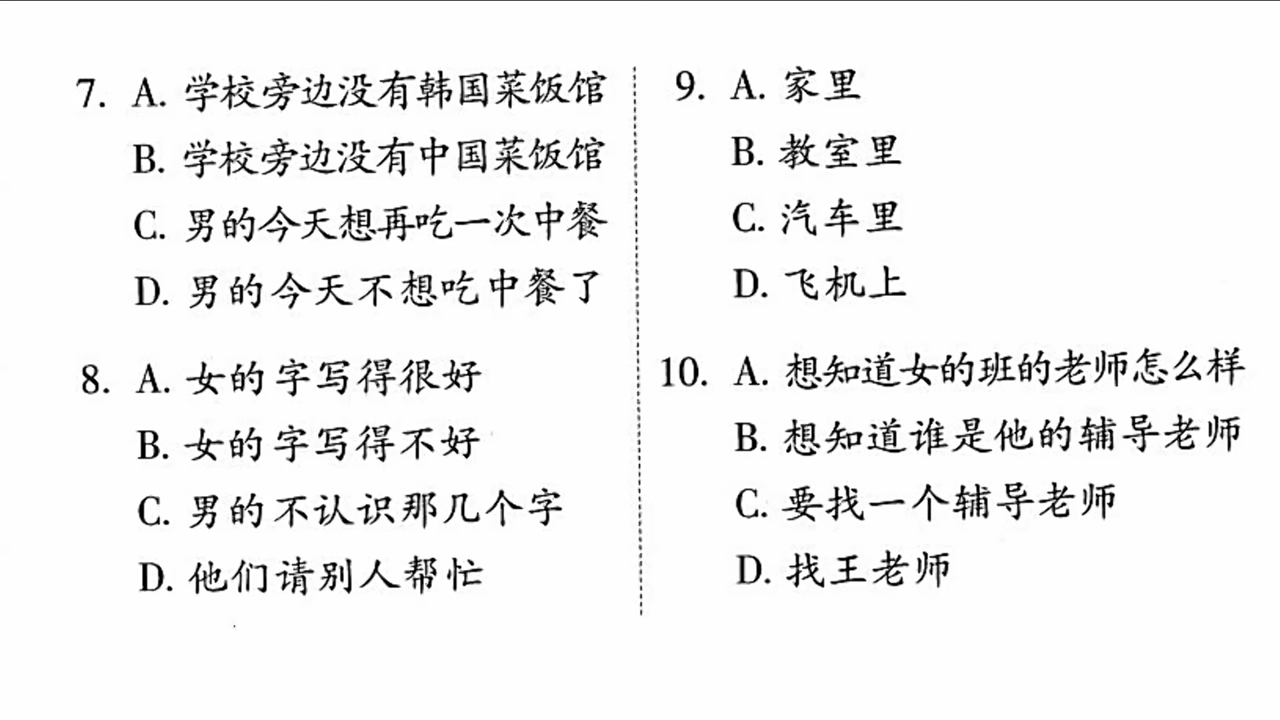 7. A. 学校旁边没有韩国菜饭馆
B. 学校旁边没有中国菜饭馆
C. 男的今天想再吃一次中餐
D. 男的今天不想吃中餐了
8. A. 女的字写得很好
B. 女的字写得不好
C. 男的不认识那几个字
D. 他们请别人帮忙
9. A. 家里
B. 教室里
C. 汽车里
D. 飞机上
10. A. 想知道女的班的老师怎么样
B. 想知道谁是他的辅导老师
C. 要找一个辅导老师
D. 找王老师